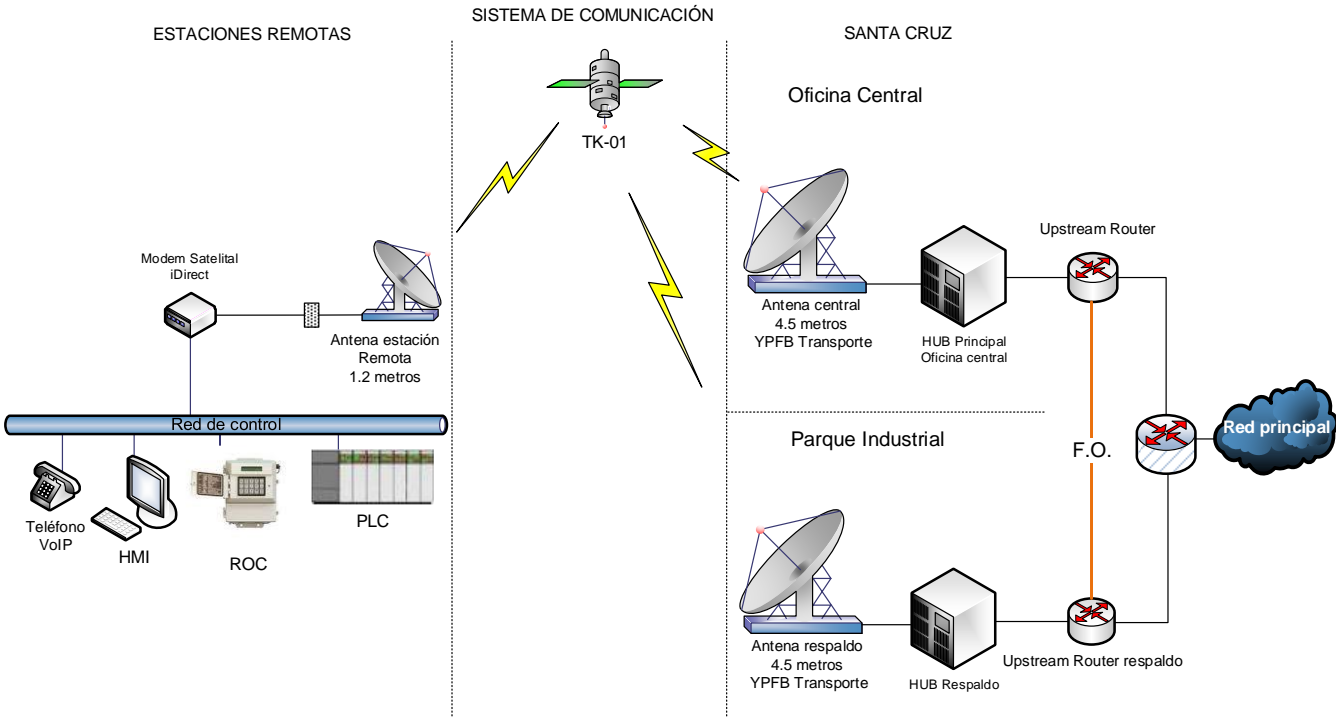 SISTEMA DE COMUNICACIÓN
ESTACIONES REMOTAS
SANTA CRUZ
Oficina Central
TK-01
Upstream Router
Modem Satelital
iDirect
Antena central
4.5 metros
YPFB Transporte
HUB Principal
Oficina central
Antena estación
Remota
1.2 metros
Red de control
Red principal
Parque Industrial
F.O.
Teléfono
VoIP
HMI
ROC
PLC
Antena respaldo
4.5 metros
YPFB Transporte
HUB Respaldo
Upstream Router respaldo